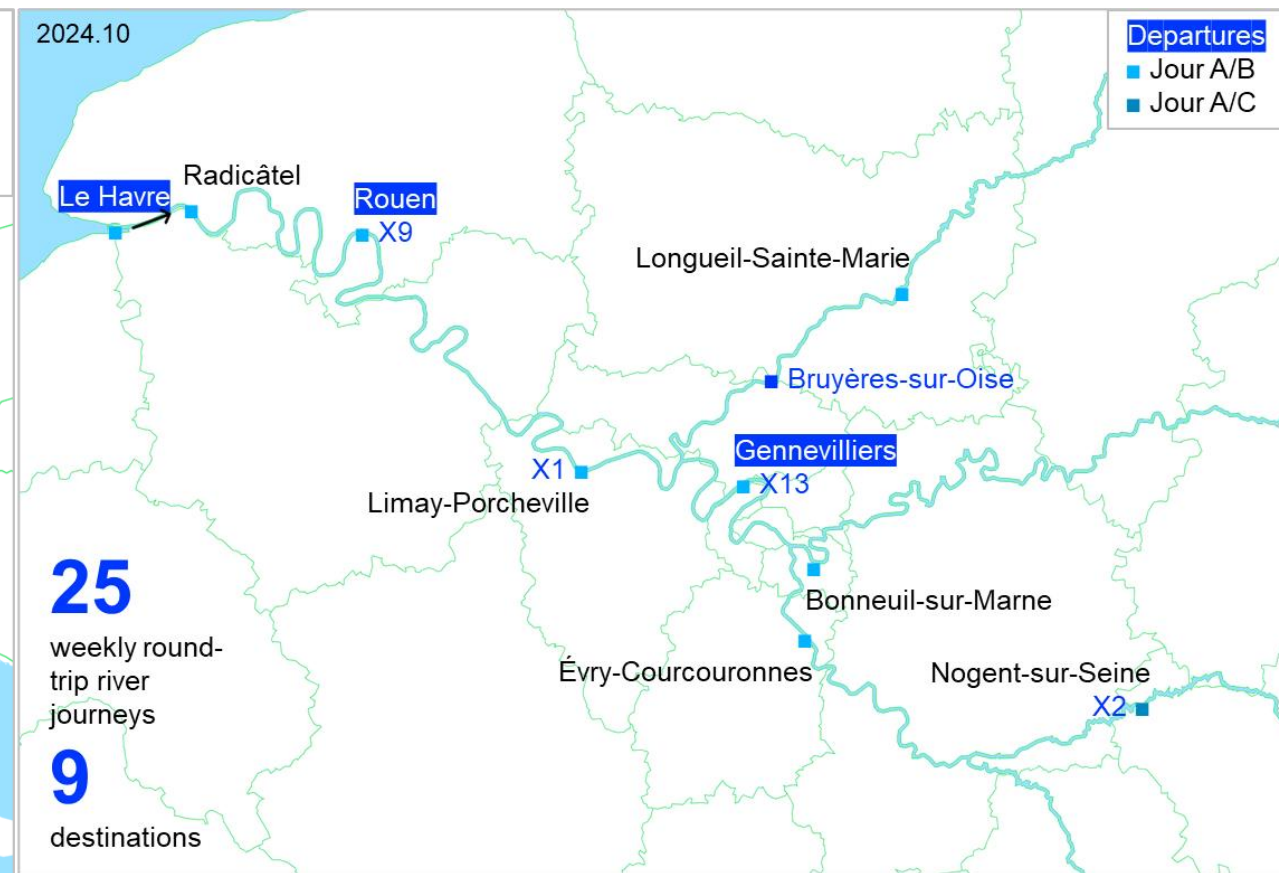 2024.10
Departures
Jour A/B
Jour A/C
Radicâtel
Le Havre
Rouen
X9
Longueil-Sainte-Marie
Bruyères-sur-Oise
Gennevilliers
X1
X13
Limay-Porcheville
25
weekly round-
trip river
journeys
Bonneuil-sur-Marne
Évry-Courcouronnes
Nogent-sur-Seine
X2
9
destinations